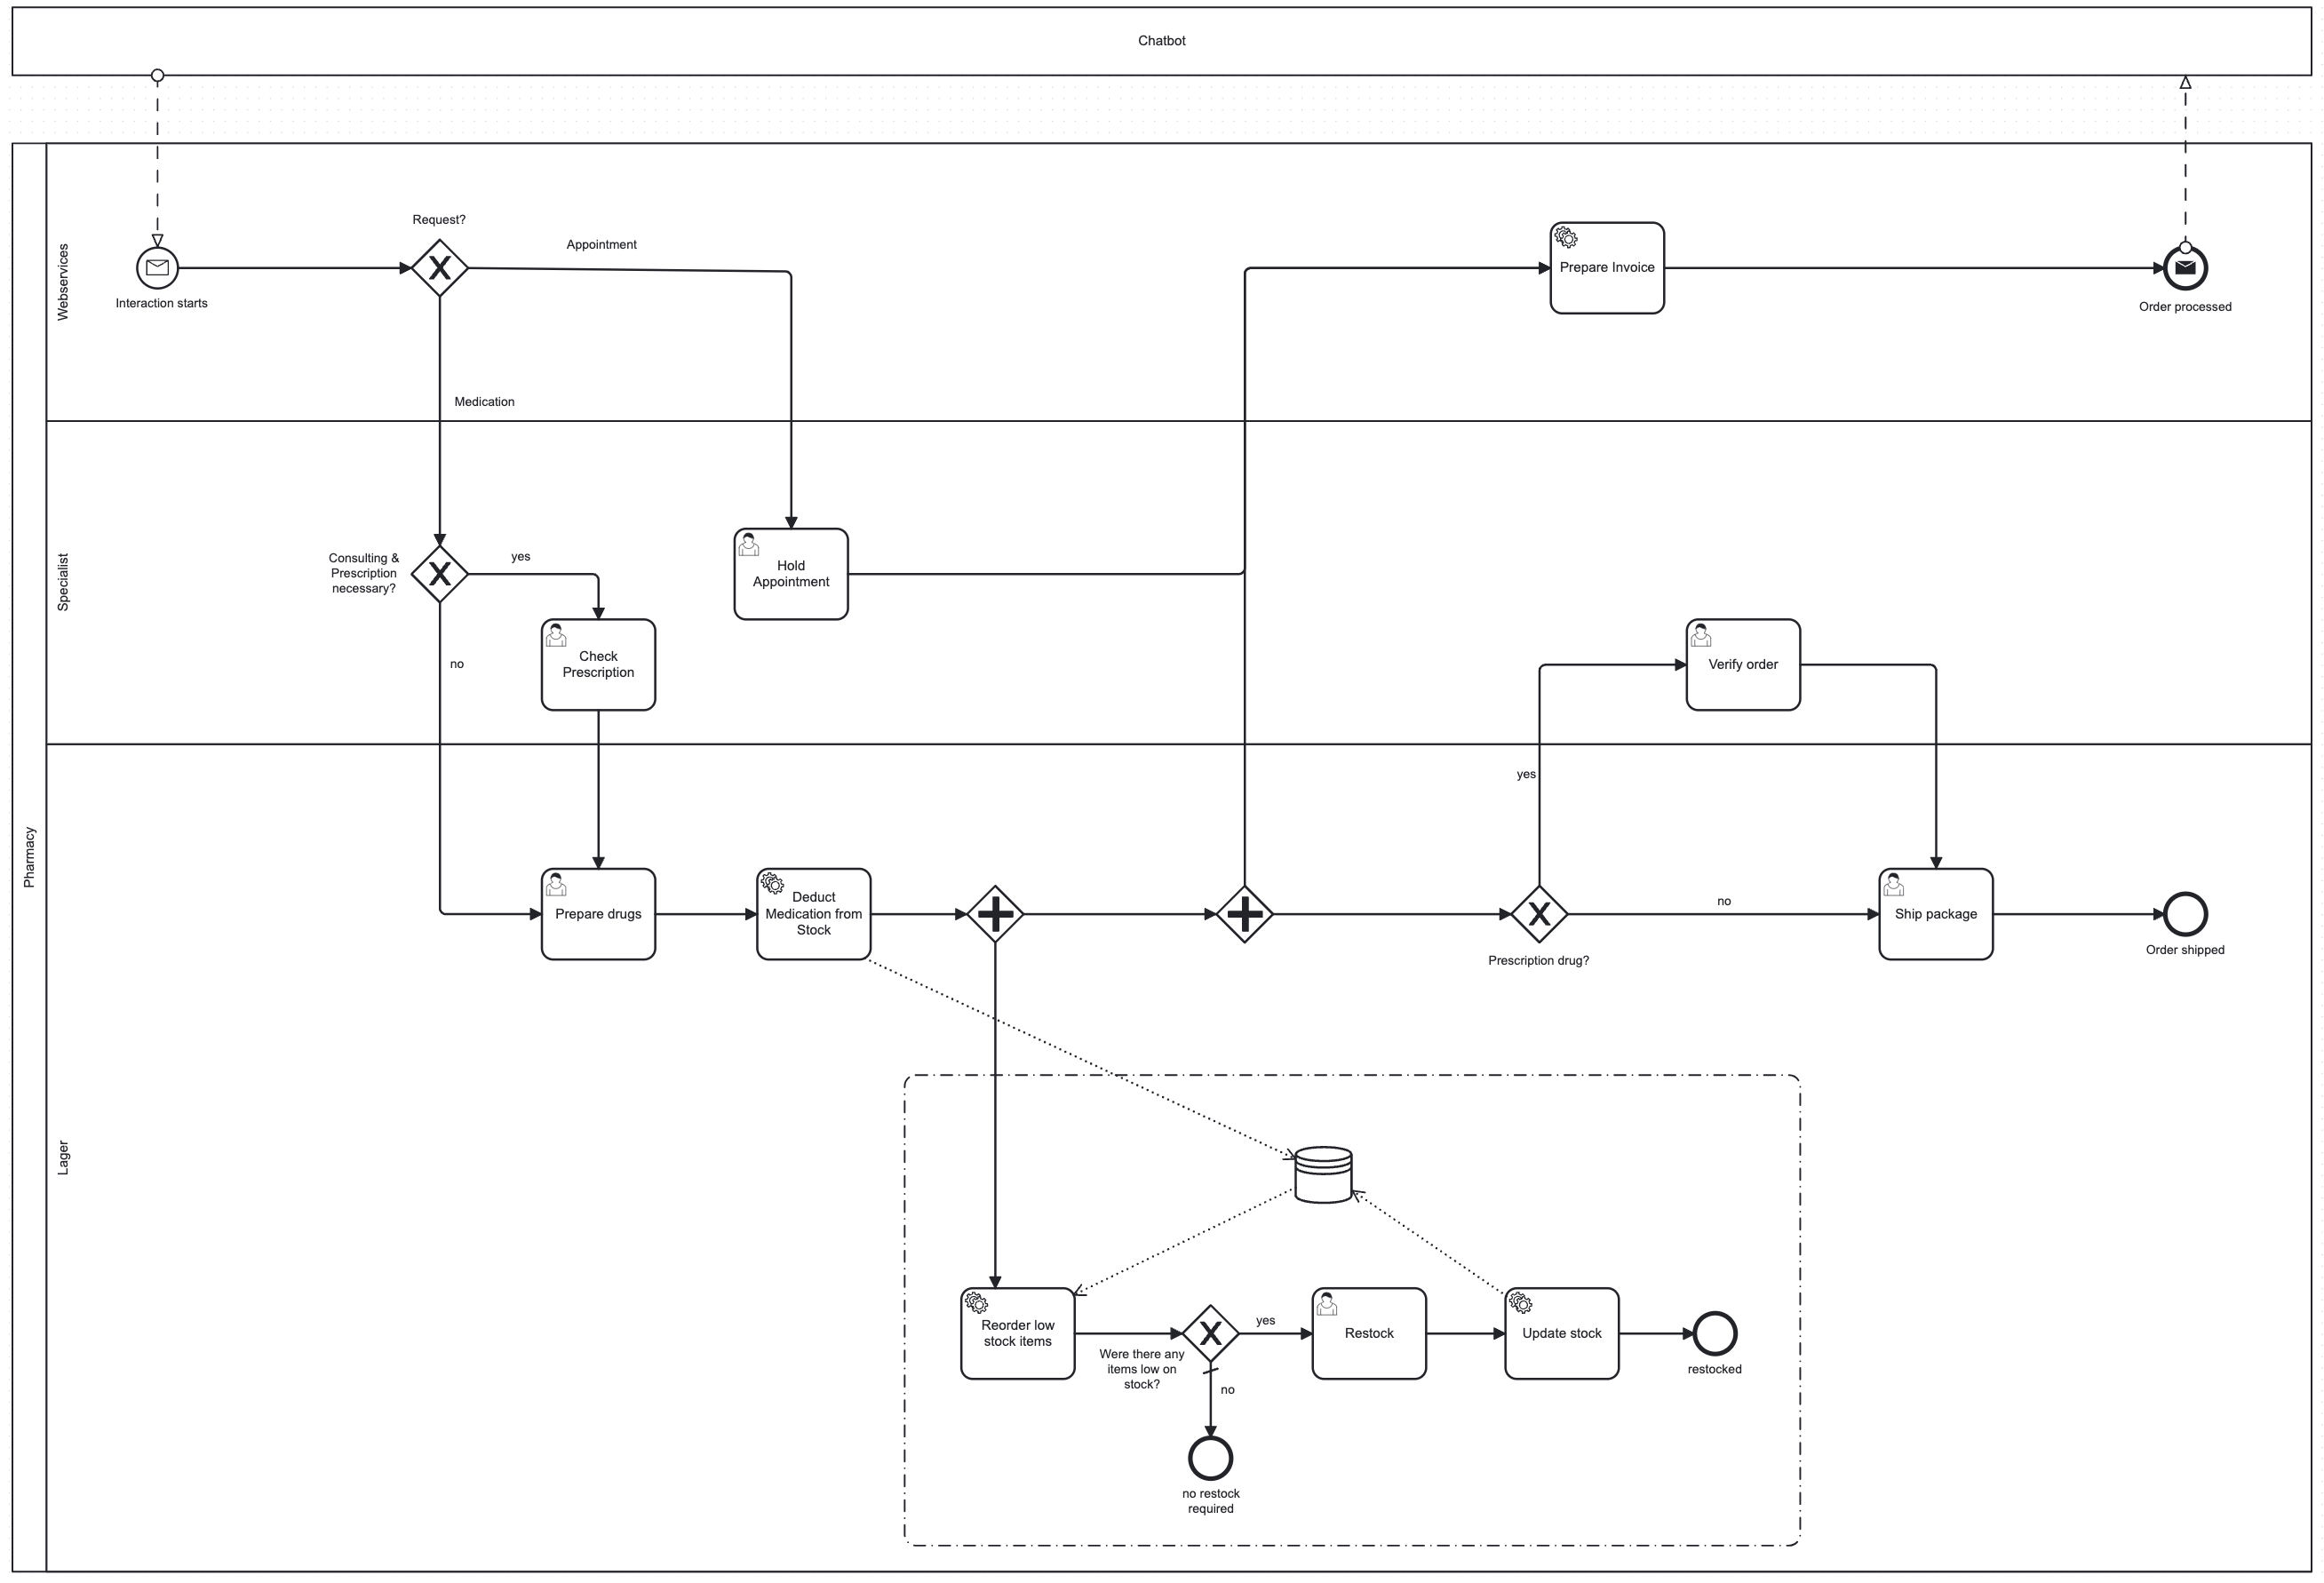 Chatbot
Pharmacy
Webservices
Interaction starts
Request?
Appointment
Medication
Prepare Invoice
Order processed
Specialist
Consulting &
Prescription
necessary?
yes
no
Check
Prescription
Hold
Appointment
Verify order
Lager
yes
Prepare drugs
Deduct
Medication from
Stock
Prescription drug?
no
Ship package
Order shipped
Reorder low
stock items
Were there any
items low on
stock?
yes
no
Restock
Update stock
restocked
no restock
required